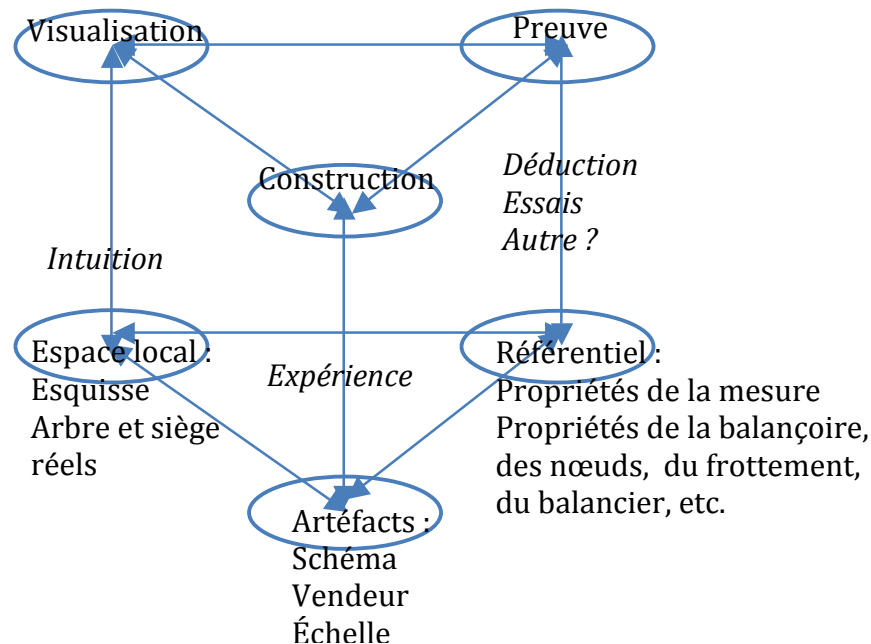 Visualisation
Preuve
Construction
Déduction
Essais
Autre ?
Intuition
Espace local :
Esquisse
Arbre et siège
réels
Expérience
Référentiel :
Propriétés de la mesure
Propriétés de la balançoire,
des nœuds, du frottement,
du balancier, etc.
Artéfacts :
Schéma
Vendeur
Échelle